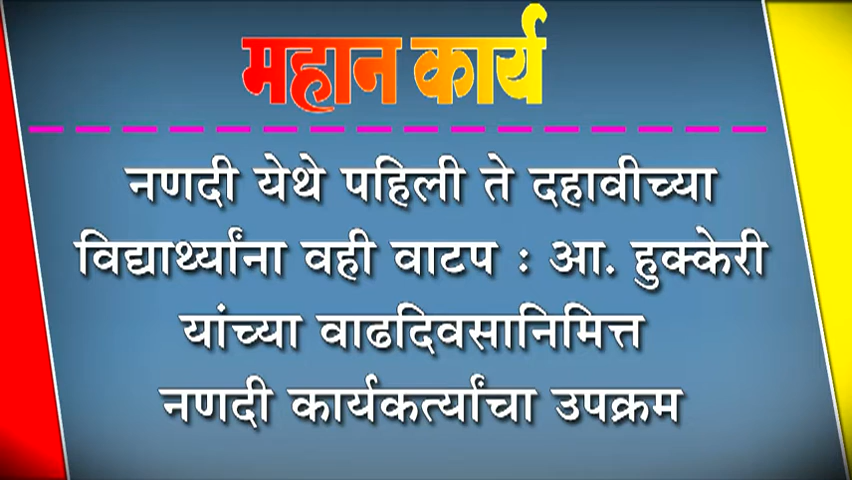 महान कार्य
नणदी येथे पहिली ते दहावीच्या
विद्यार्थ्यांना वही वाटप : आ. हुक्केरी
यांच्या वाढदिवसानिमित्त
नणदी कार्यकर्त्यांचा उपक्रम